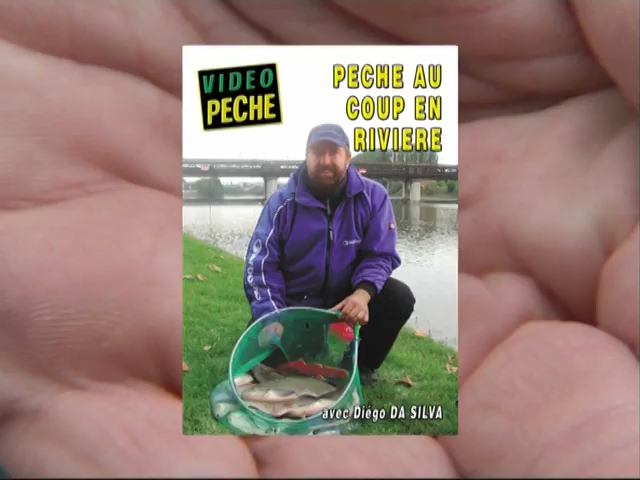 VIDEO
PECHE
PECHE AU
COUP EN
RIVIERE
avec Diégo DA SILVA